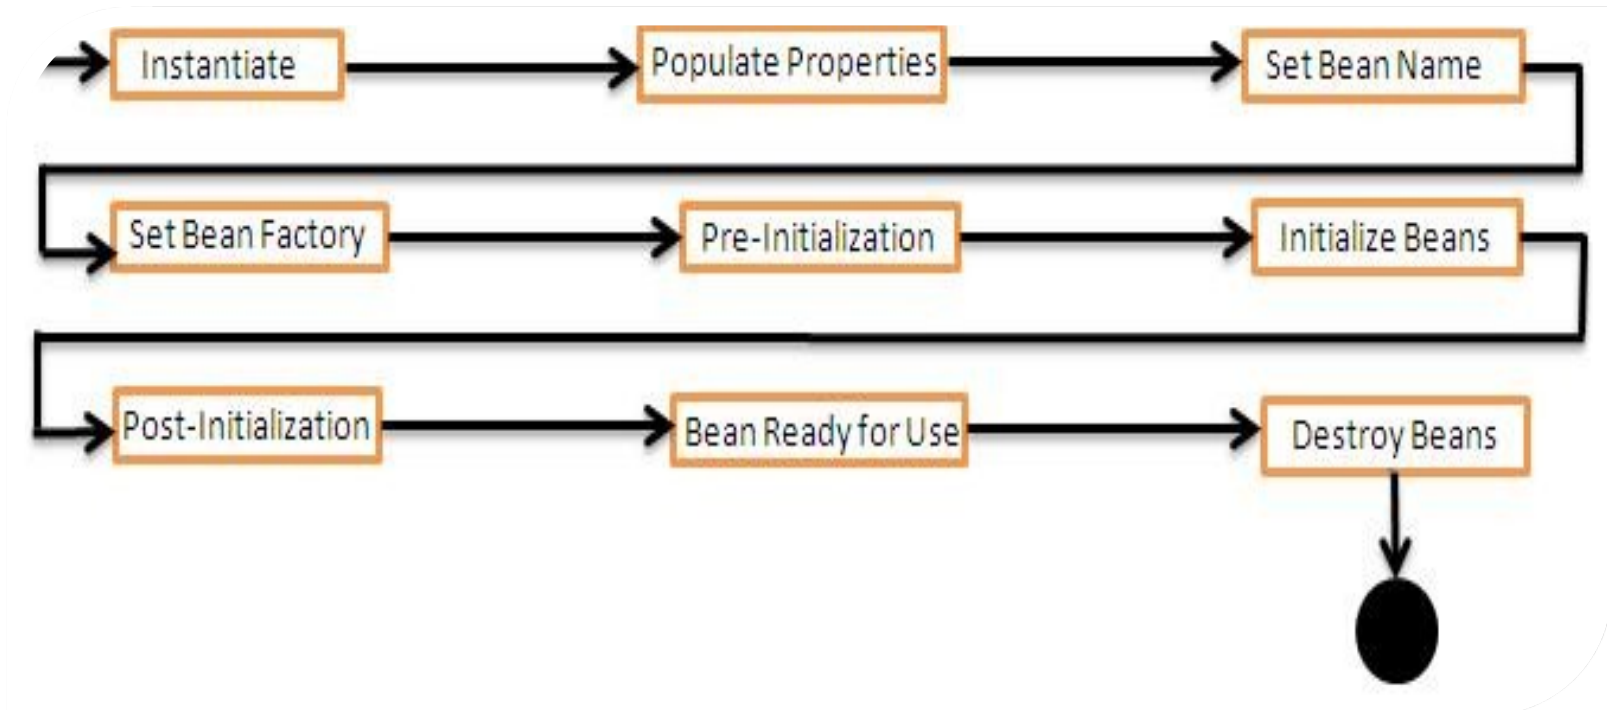 Instantiate
Populate Properties
Set Bean Name
Set Bean Factory
Pre-Initialization
Initialize Beans
Post-Initialization
Bean Ready for Use
Destroy Beans